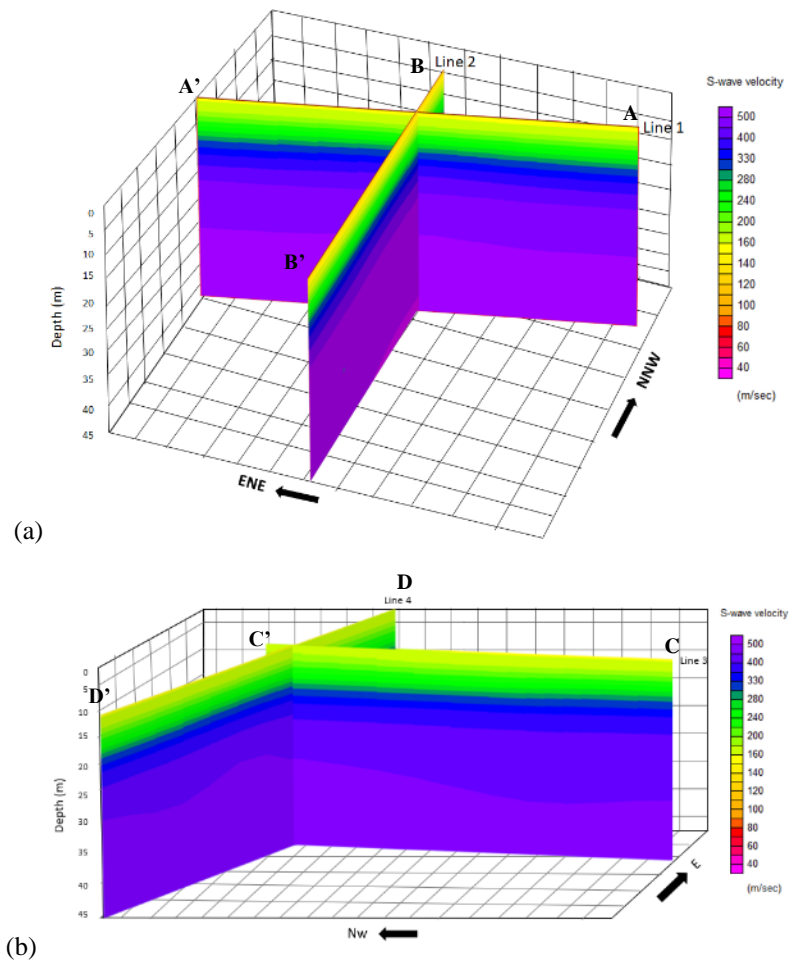 B Line 2
A'
S-wave velocity
A
Line 1
500
400
330
280
240
200
160
140
120
100
80
60
40
(m/sec)
B'
0
5
10
15
20
25
30
35
40
45
Depth (m)
NNW
ENE
(a)
D
Line 4
S-wave velocity
C'
C
Line 3
500
400
330
280
240
200
160
140
120
100
80
60
40
(m/sec)
D'
0
5
10
15
20
25
30
35
40
45
Depth (m)
E
Nw
(b)